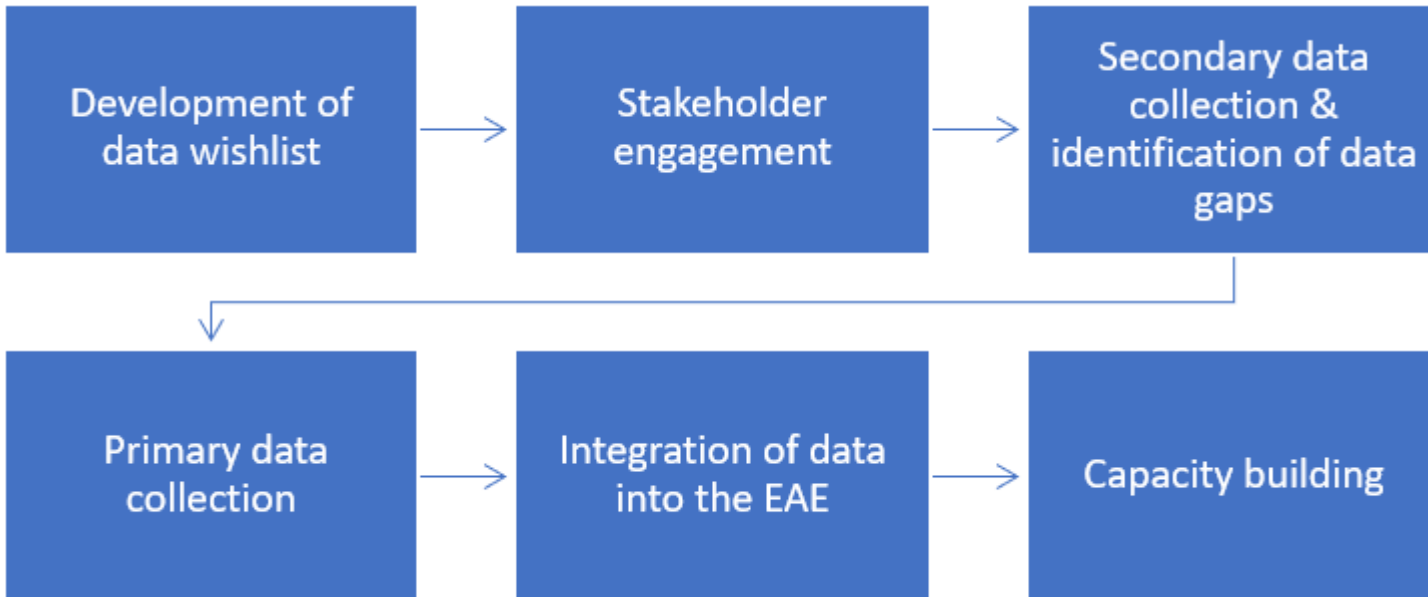 Development of
data wishlist
Stakeholder
engagement
Secondary data
collection &
identification of data
gaps
Primary data
collection
Integration of data
into the EAE
Capacity building